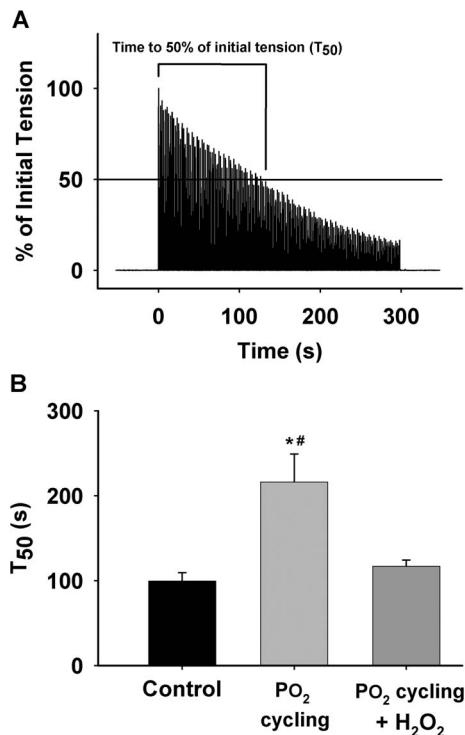 A
Time to 50% of initial tension (T50)
% of Initial Tension
100
50
0
0 100 200 300
Time (s)
B
T50 (s)
300
200
100
0
*#
Control PO2 cycling PO2 cycling
+ H2O2